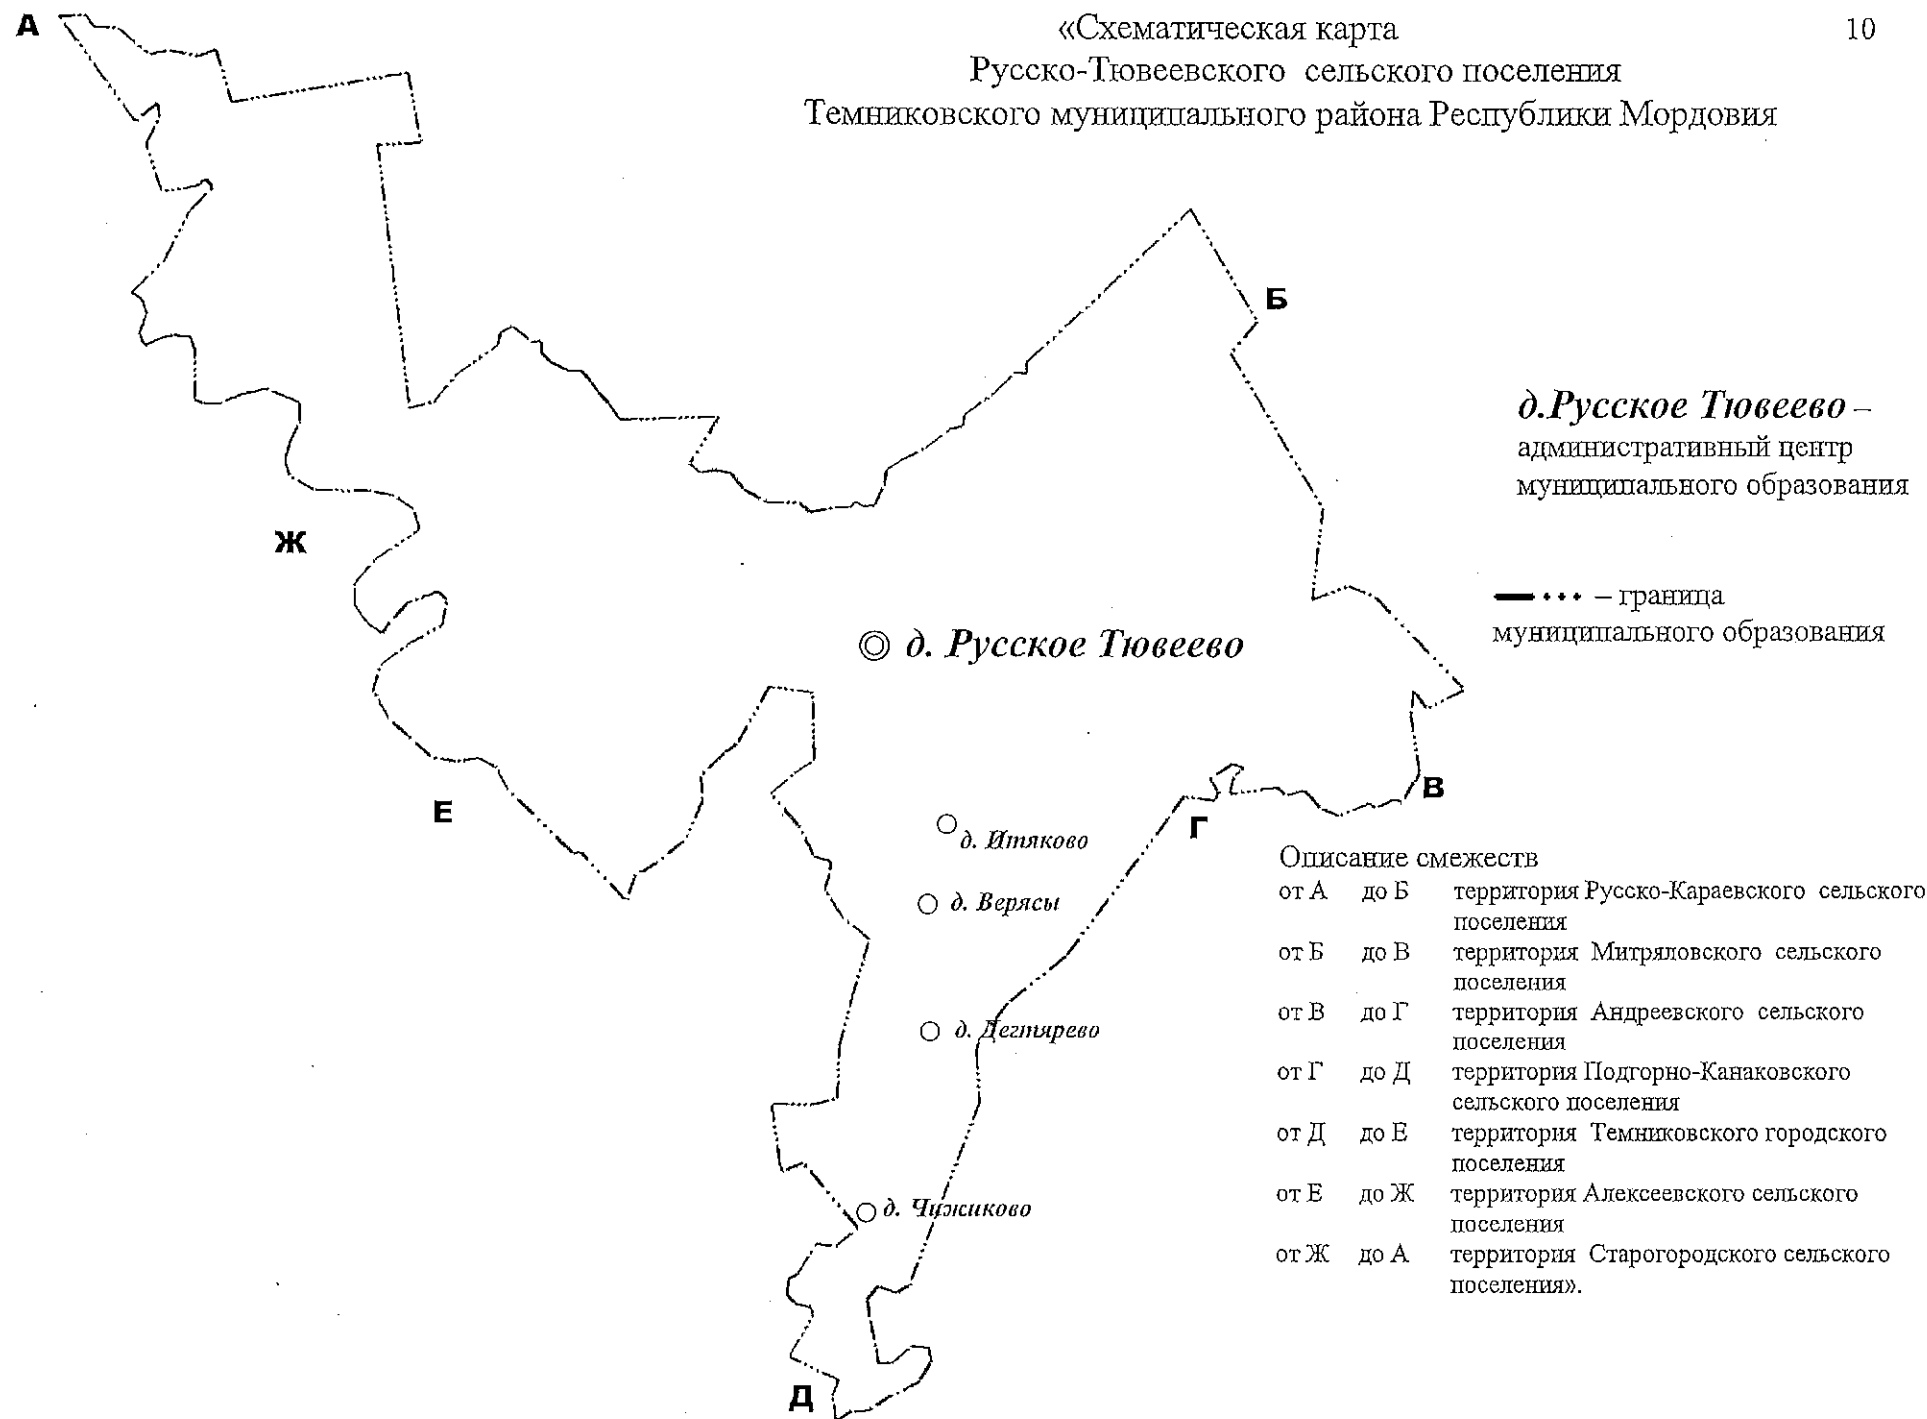 «Схематическая карта
10
Русско-Тювеевского сельского поселения
Темниковского муниципального района Республики Мордовия
А
Б
д.Русское Тювеево –
административный центр
муниципального образования
Ж
– граница
муниципального образования
д. Русское Тювеево
В
Е
Г
д. Итяково
д. Верясы
д. Дегтярево
д. Чижиково
Д
Описание смежеств
от А до Б территория Русско-Караевского сельского
поселения
от Б до В территория Митряловского сельского
поселения
от В до Г территория Андреевского сельского
поселения
от Г до Д территория Подгорно-Канаковского
сельского поселения
от Д до Е территория Темниковского городского
поселения
от Е до Ж территория Алексеевского сельского
поселения
от Ж до А территория Старогородского сельского
поселения».